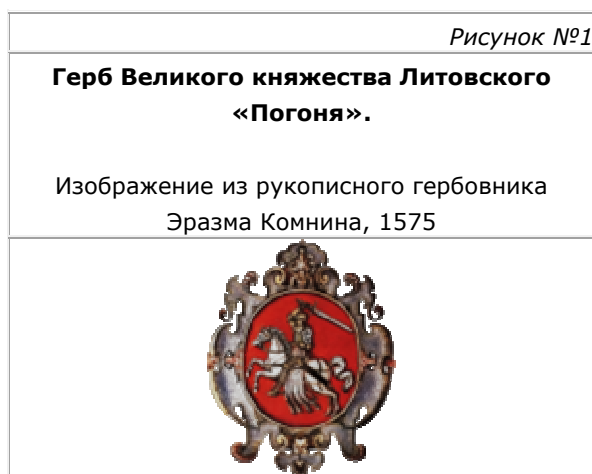 Рисунок №1
Герб Великого княжества Литовского
«Погоня».
Изображение из рукописного гербовника
Эразма Комнина, 1575